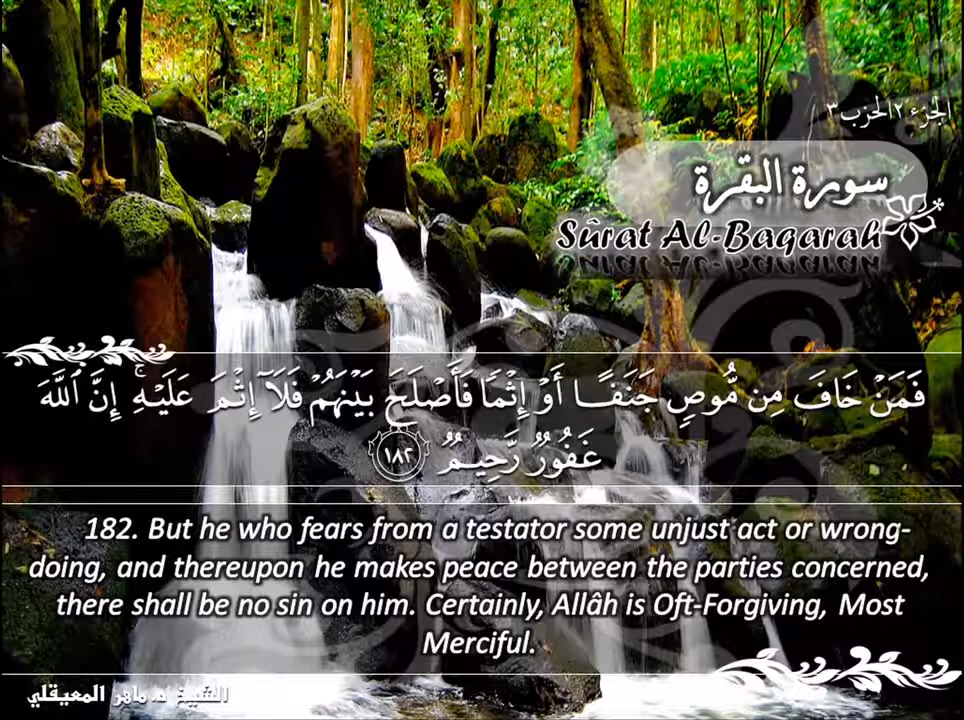 الجزء ٢ الحزب ٣
سورة البقرة
Sûrat Al-Baqarah
فَمَنْ خَافَ مِن مُّوصٍ جَنَفًا أَوْ إِثْمًا فَأَصْلَحَ بَيْنَهُمْ فَلَآ إِثْمَ عَلَيْهِ ۚ إِنَّ ٱللَّهَ
غَفُورٌ رَّحِيمٌ ١٨٢
182. But he who fears from a testator some unjust act or wrong-
doing, and thereupon he makes peace between the parties concerned,
there shall be no sin on him. Certainly, Allâh is Oft-Forgiving, Most
Merciful.
الشيخ د. ماهر المعيقلي